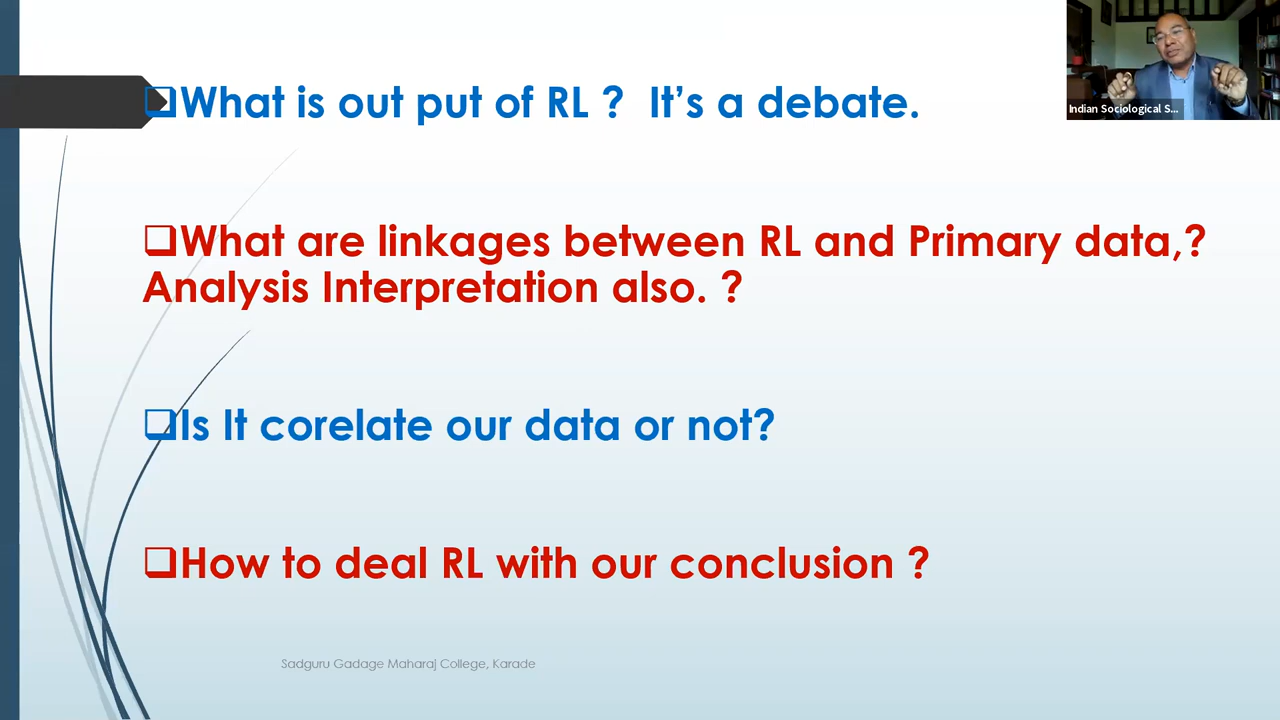 ❑What is out put of RL ? It’s a debate.
Indian Sociological S...
❑What are linkages between RL and Primary data,?
Analysis Interpretation also. ?
❑Is It corelate our data or not?
❑How to deal RL with our conclusion ?
Sadguru Gadage Maharaj College, Karade